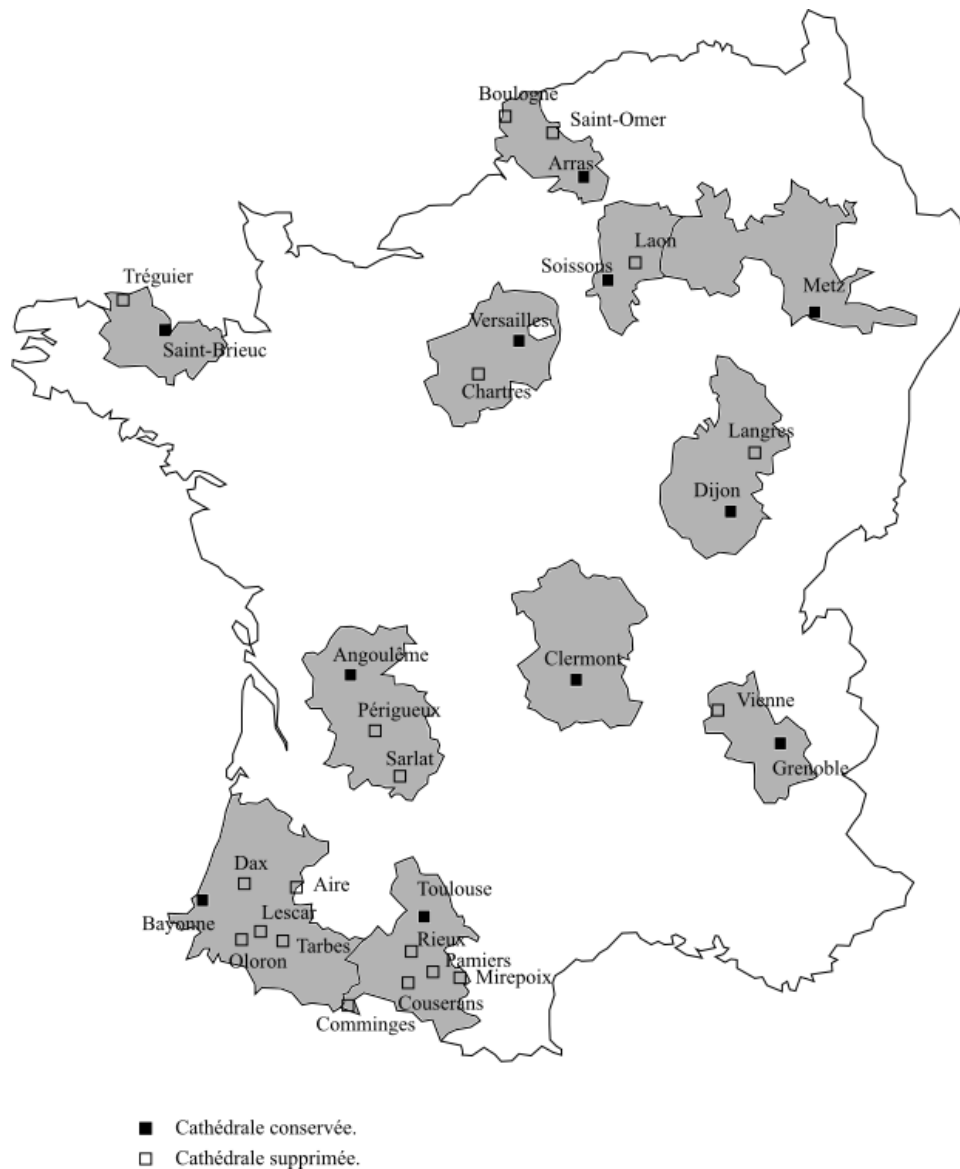 Boulogne
Saint-Omer
Arras
Laon
Soissons
Metz
Tréguier
Saint-Brieuc
Versailles
Chartres
Langres
Dijon
Angoulême
Clermont
Périgueux
Vienne
Sarlat
Grenoble
Dax
Aire
Toulouse
Bayonne
Lescar
Tarbes
Oloron
Rieux
Pamiers
Mirepoix
Couserans
Comminges
Cathédrale conservée.
Cathédrale supprimée.